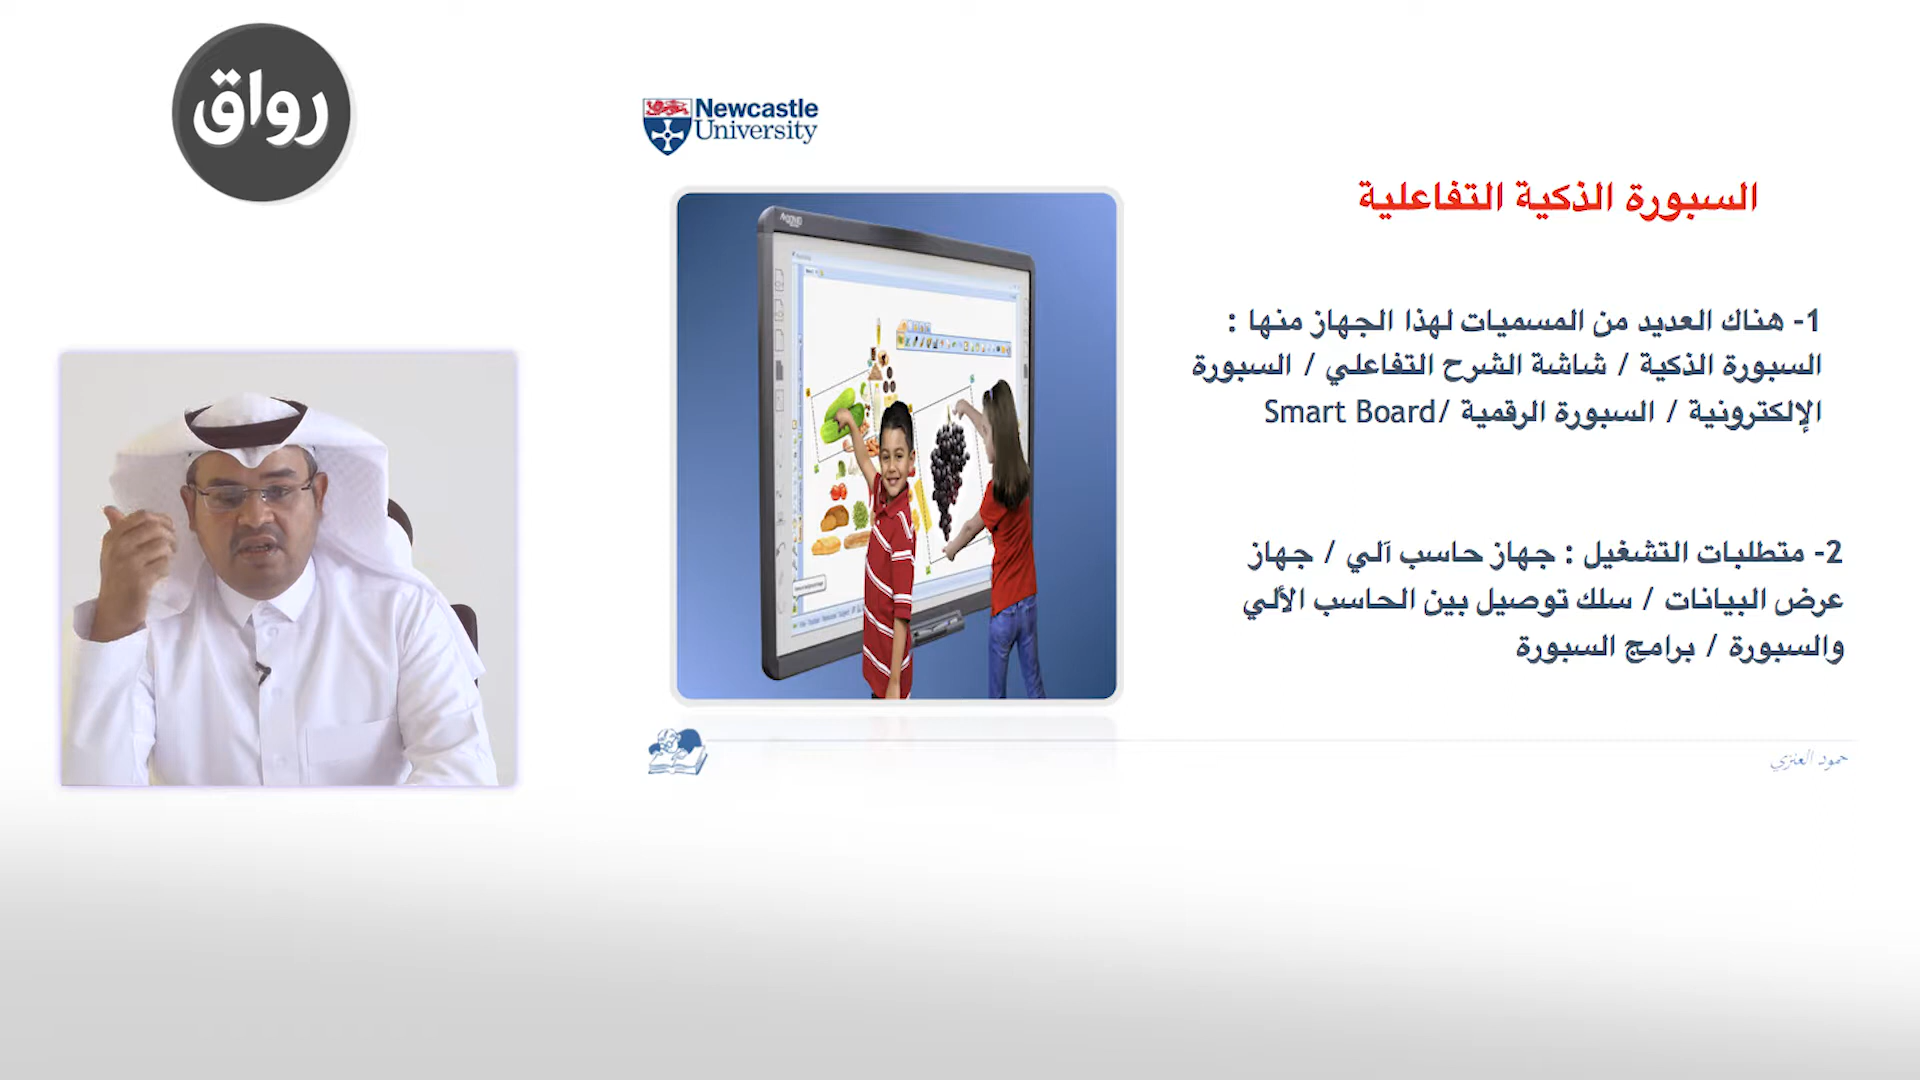 رواق
Newcastle
University
السبورة الذكية التفاعلية
1- هناك العديد من المسميات لهذا الجهاز منها :
السبورة الذكية / شاشة الشرح التفاعلي / السبورة
الإلكترونية / السبورة الرقمية /Smart Board
2- متطلبات التشغيل : جهاز حاسب آلي / جهاز
عرض البيانات / سلك توصيل بين الحاسب الألي
والسبورة / برامج السبورة
حمود العنزي